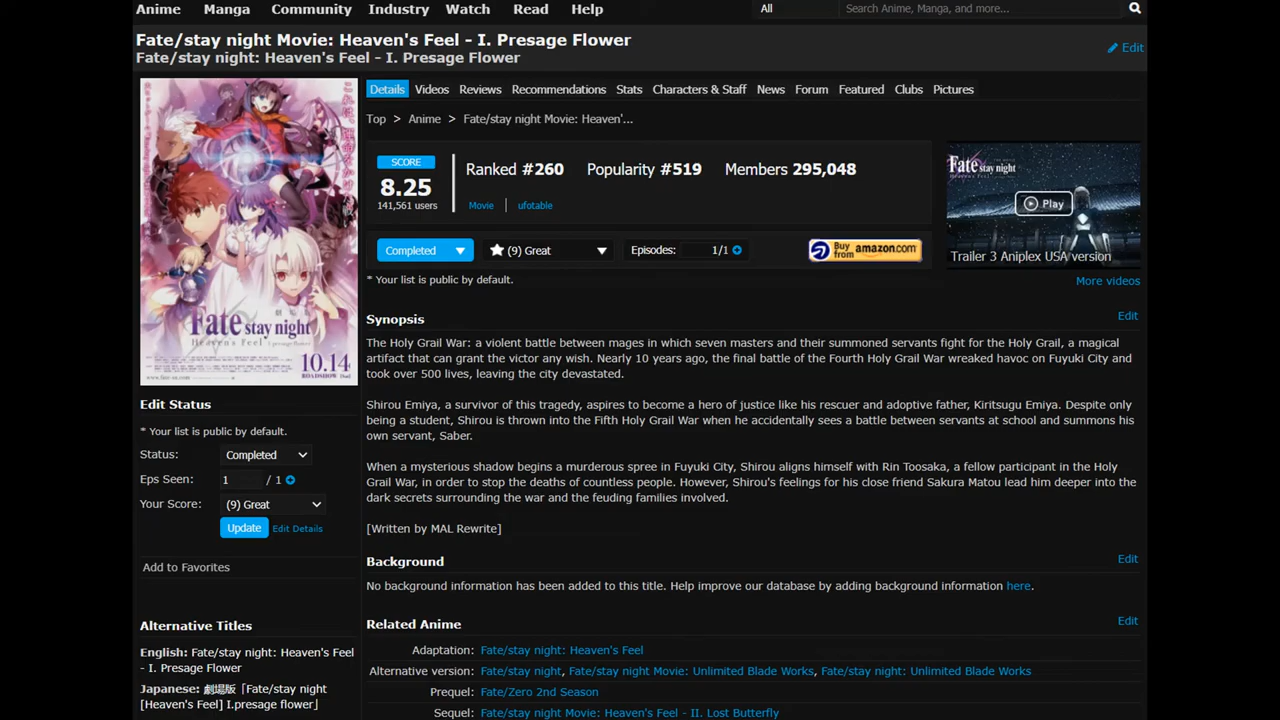 Anime Manga Community Industry Watch Read Help All Search Anime, Manga, and more...
Fate/stay night Movie: Heaven's Feel - I. Presage Flower
Fate/stay night: Heaven's Feel - I. Presage Flower
Edit
Details Videos Reviews Recommendations Stats Characters & Staff News Forum Featured Clubs Pictures
Top > Anime > Fate/stay night Movie: Heaven'...
SCORE
8.25
141,561 users
Ranked #260 Popularity #519 Members 295,048
Movie ufotable
Fate stay night
Play
Trailer 3 Aniplex USA version
More videos
Completed (9) Great Episodes: 1/1 Buy from amazon.com
* Your list is public by default.
Synopsis Edit
The Holy Grail War: a violent battle between mages in which seven masters and their summoned servants fight for the Holy Grail, a magical
artifact that can grant the victor any wish. Nearly 10 years ago, the final battle of the Fourth Holy Grail War wreaked havoc on Fuyuki City and
took over 500 lives, leaving the city devastated.
Shirou Emiya, a survivor of this tragedy, aspires to become a hero of justice like his rescuer and adoptive father, Kiritsugu Emiya. Despite only
being a student, Shirou is thrown into the Fifth Holy Grail War when he accidentally sees a battle between servants at school and summons his
own servant, Saber.
When a mysterious shadow begins a murderous spree in Fuyuki City, Shirou aligns himself with Rin Toosaka, a fellow participant in the Holy
Grail War, in order to stop the deaths of countless people. However, Shirou's feelings for his close friend Sakura Matou lead him deeper into the
dark secrets surrounding the war and the feuding families involved.
[Written by MAL Rewrite]
Background Edit
No background information has been added to this title. Help improve our database by adding background information here.
Related Anime Edit
Adaptation: Fate/stay night: Heaven's Feel
Alternative version: Fate/stay night, Fate/stay night Movie: Unlimited Blade Works, Fate/stay night: Unlimited Blade Works
Prequel: Fate/Zero 2nd Season
Sequel: Fate/stay night Movie: Heaven's Feel - II. Lost Butterfly
Fate stay night
Heaven's Feel I.presage flower
10.14
ROADSHOW
Edit Status
* Your list is public by default.
Status: Completed
Eps Seen: 1 / 1
Your Score: (9) Great
Update Edit Details
Add to Favorites
Alternative Titles
English: Fate/stay night: Heaven's Feel
- I. Presage Flower
Japanese: 劇場版「Fate/stay night
[Heaven's Feel] I.presage flower」